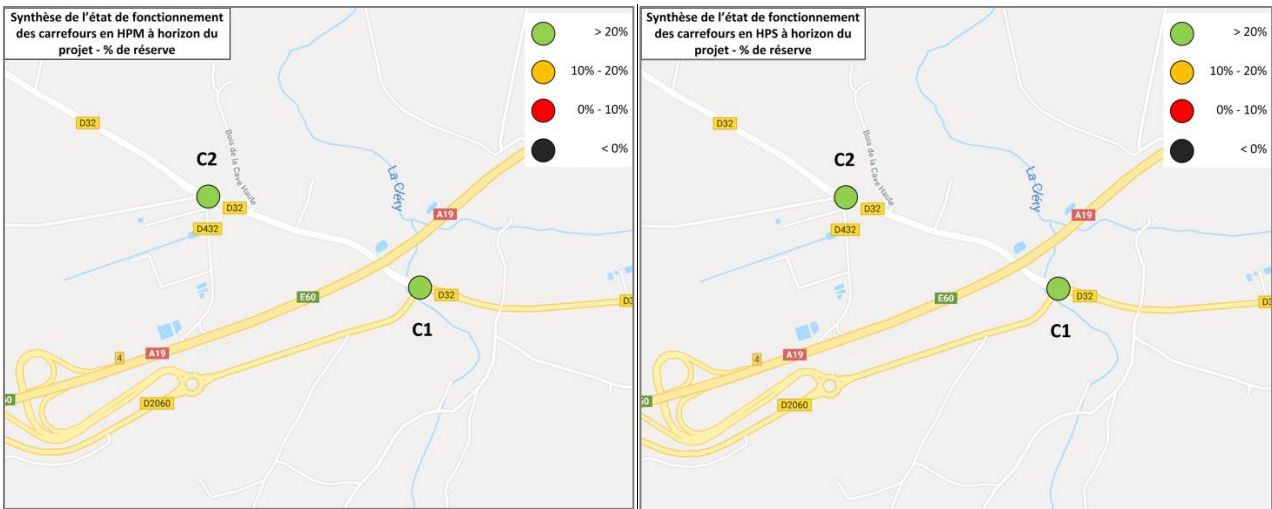 Synthèse de l'état de fonctionnement
des carrefours en HPM à horizon du
projet - % de réserve
> 20%
10% - 20%
0% - 10%
< 0%
D32
Bois de la Cave Haute
C2
D32
D432
La Cléry
A19
E60
D32
C1
A19
4
D2060
Synthèse de l'état de fonctionnement
des carrefours en HPS à horizon du
projet - % de réserve
> 20%
10% - 20%
0% - 10%
< 0%
D32
Bois de la Cave Haute
C2
D32
D432
La Cléry
A19
E60
D32
C1
A19
4
D2060